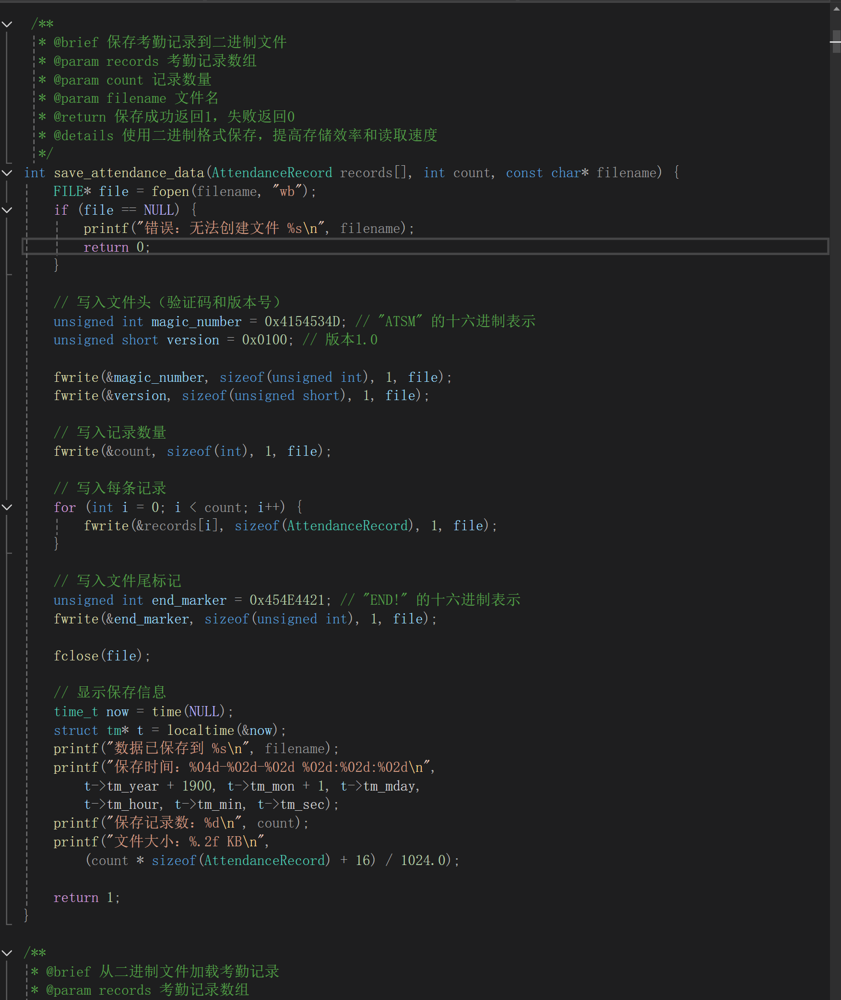 /**
* @brief 保存考勤记录到二进制文件
* @param records 考勤记录数组
* @param count 记录数量
* @param filename 文件名
* @return 保存成功返回1，失败返回0
* @details 使用二进制格式保存，提高存储效率和读取速度
*/
int save_attendance_data(AttendanceRecord records[], int count, const char* filename) {
FILE* file = fopen(filename, "wb");
if (file == NULL) {
printf("错误：无法创建文件 %s\n", filename);
return 0;
}
// 写入文件头（验证码和版本号）
unsigned int magic_number = 0x4154534D; // "ATSM" 的十六进制表示
unsigned short version = 0x0100; // 版本1.0
fwrite(&magic_number, sizeof(unsigned int), 1, file);
fwrite(&version, sizeof(unsigned short), 1, file);
// 写入记录数量
fwrite(&count, sizeof(int), 1, file);
// 写入每条记录
for (int i = 0; i < count; i++) {
fwrite(&records[i], sizeof(AttendanceRecord), 1, file);
}
// 写入文件尾标记
unsigned int end_marker = 0x454E4421; // "END!" 的十六进制表示
fwrite(&end_marker, sizeof(unsigned int), 1, file);
fclose(file);
// 显示保存信息
time_t now = time(NULL);
struct tm* t = localtime(&now);
printf("数据已保存到 %s\n", filename);
printf("保存时间：%04d-%02d-%02d %02d:%02d:%02d\n",
t->tm_year + 1900, t->tm_mon + 1, t->tm_mday,
t->tm_hour, t->tm_min, t->tm_sec);
printf("保存记录数：%d\n", count);
printf("文件大小：%.2f KB\n",
(count * sizeof(AttendanceRecord) + 16) / 1024.0);
return 1;
}
/**
* @brief 从二进制文件加载考勤记录
* @param records 考勤记录数组